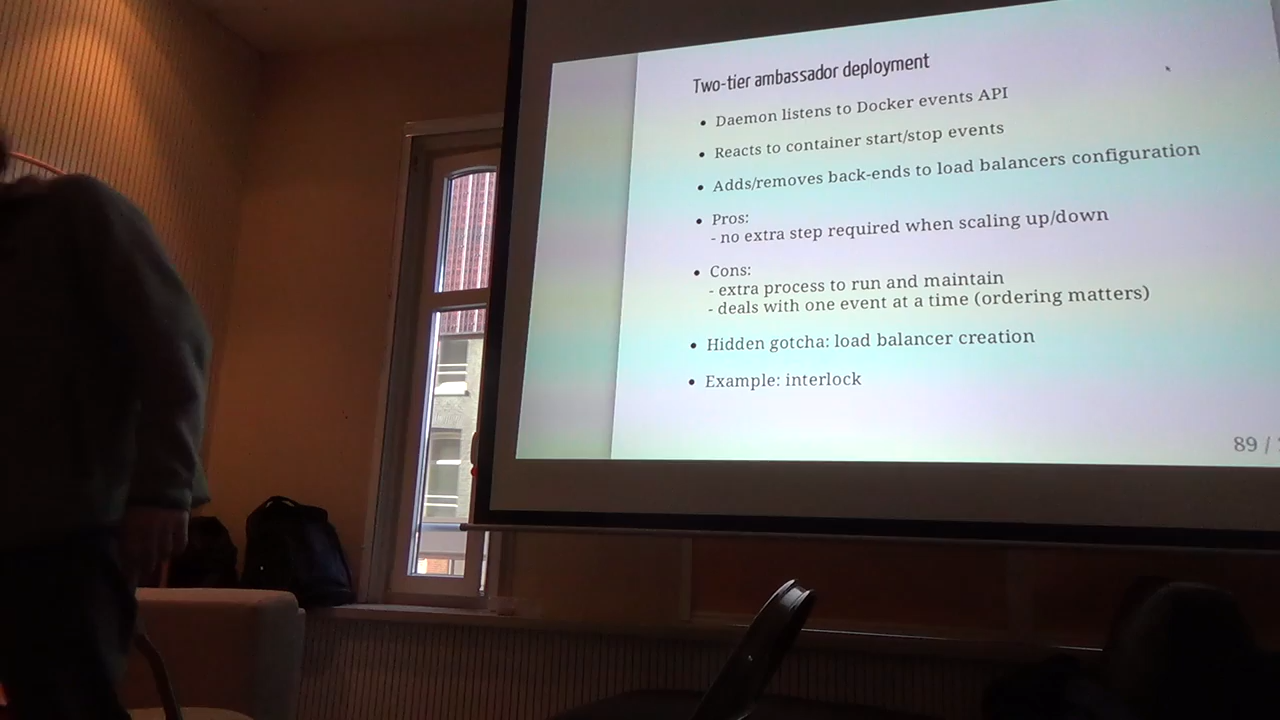 Two-tier ambassador deployment
• Daemon listens to Docker events API
• Reacts to container start/stop events
• Adds/removes back-ends to load balancers configuration
• Pros:
- no extra step required when scaling up/down
• Cons:
- extra process to run and maintain
- deals with one event at a time (ordering matters)
• Hidden gotcha: load balancer creation
• Example: interlock
89 /